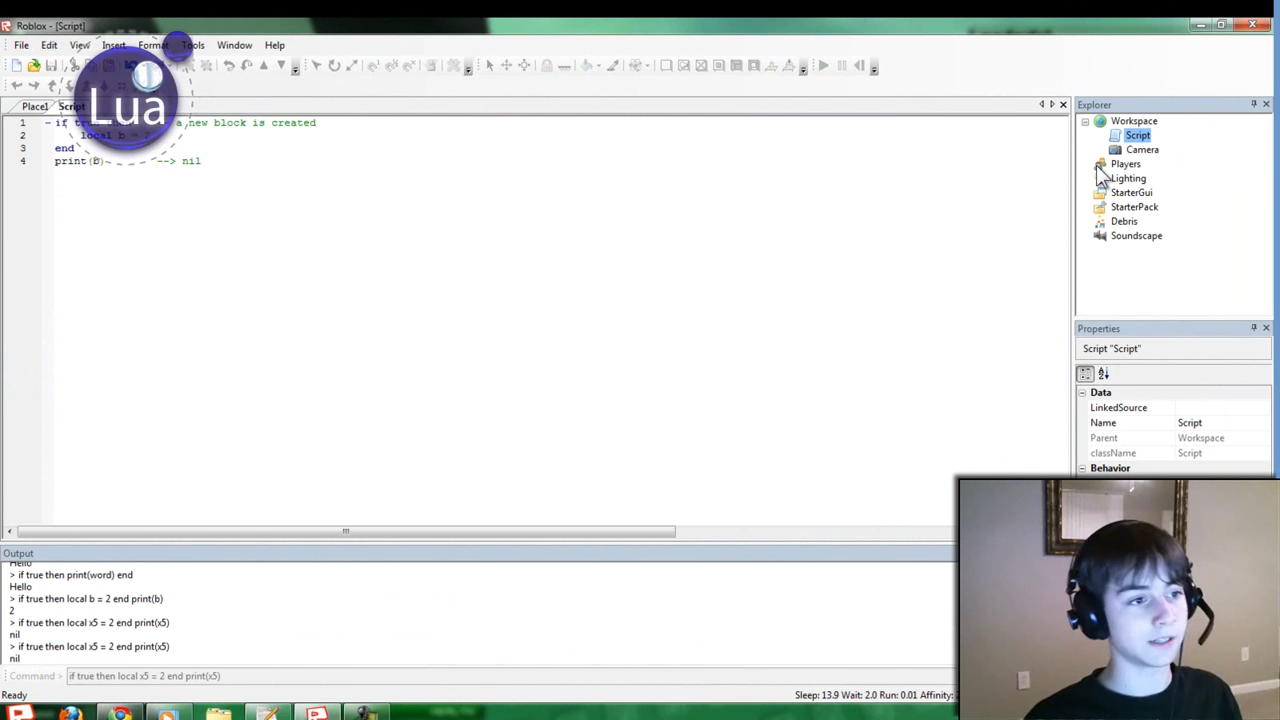 Roblox - [Script]
File Edit View Insert Format Tools Window Help
Lua
Place1 Script
1 if a new block is created
2 local b = 2
3 end
4 print(b) --> nil
Explorer
Workspace
Script
Camera
Players
Lighting
StarterGui
StarterPack
Debris
Soundscape
Properties
Script "Script"
Data
LinkedSource
Name Script
Parent Workspace
className Script
Behavior
Output
Hello
> if true then print(word) end
Hello
> if true then local b = 2 end print(b)
2
> if true then local x5 = 2 end print(x5)
nil
> if true then local x5 = 2 end print(x5)
nil
Command > if true then local x5 = 2 end print(x5)
Ready Sleep: 13.9 Wait: 2.0 Run: 0.01 Affinity: